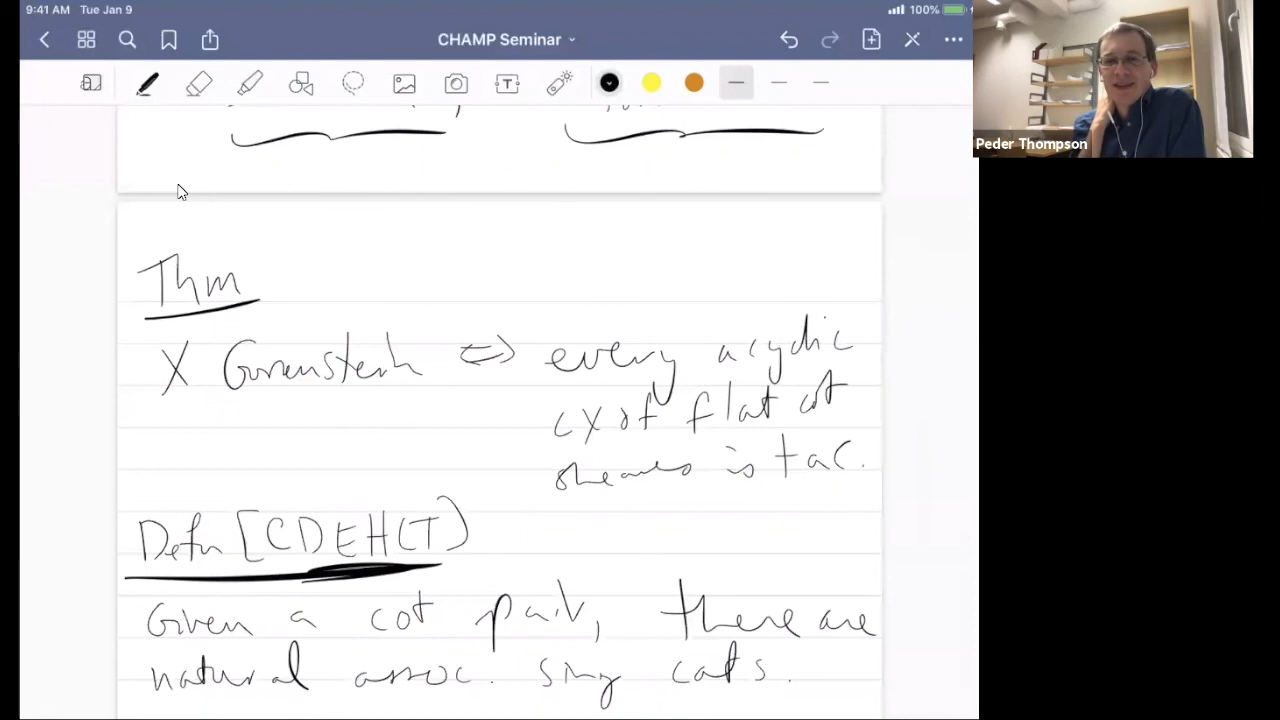 9:41 AM Tue Jan 9
100%
CHAMP Seminar
Peder Thompson
Thm
X Gorenstein ⇔ every acyclic
cx of flat cot
sheaves is tac.
Defn [CDEHIT]
Given a cot pair, there are
natural assoc. sing cats.